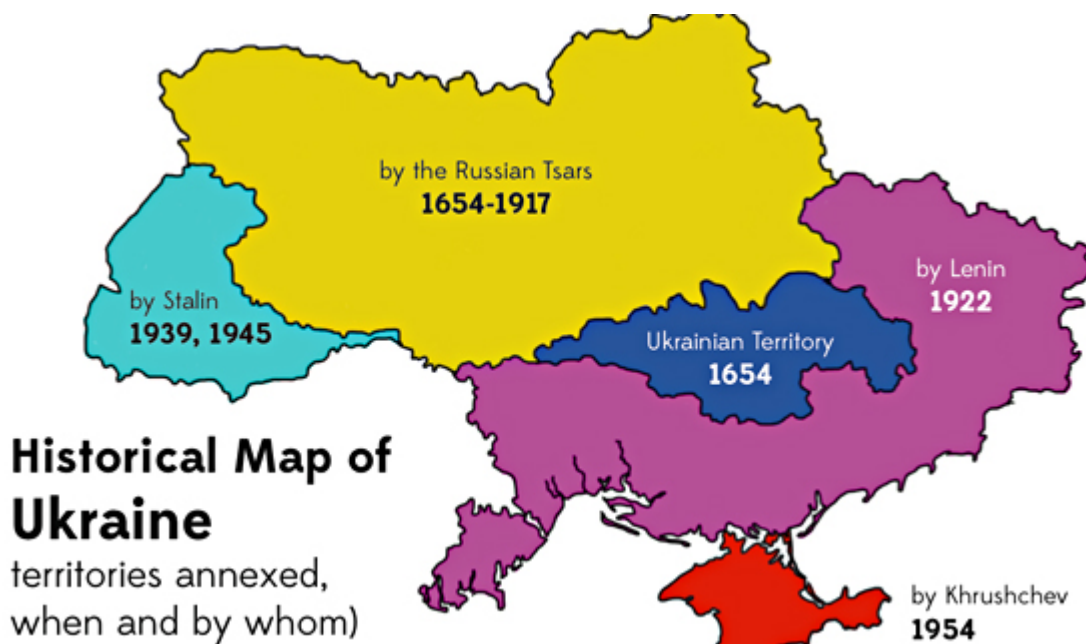 by the Russian Tsars
1654-1917
by Stalin
1939, 1945
by Lenin
1922
Ukrainian Territory
1654
Historical Map of
Ukraine
territories annexed,
when and by whom)
by Khrushchev
1954